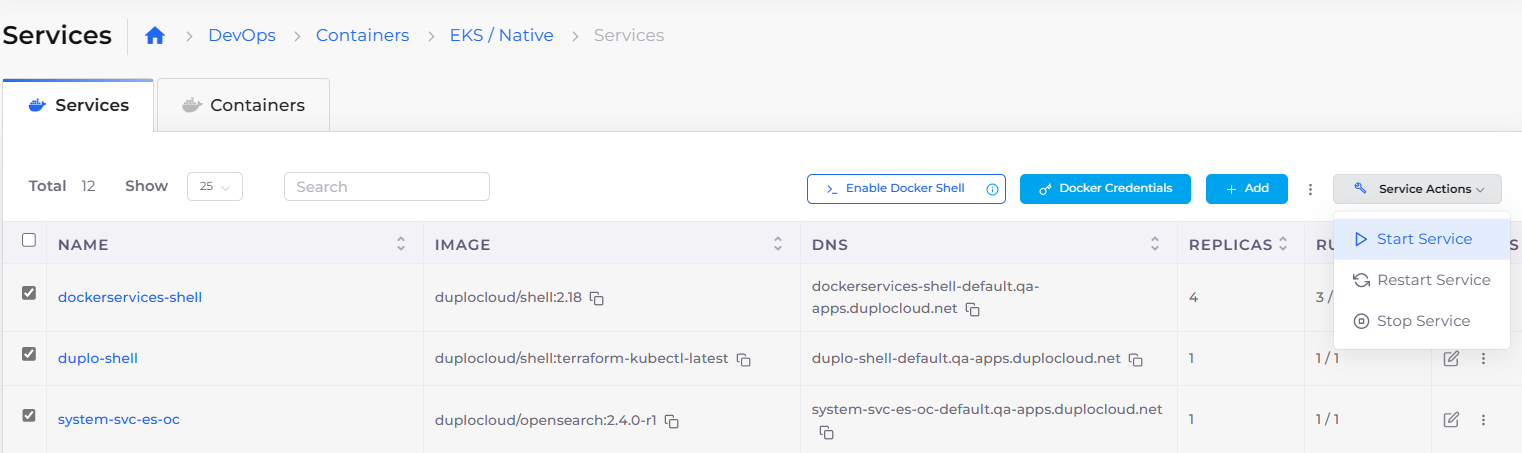 Services
DevOps
Containers
EKS / Native
Services
Services
Containers
Total 12 Show 25
Search
Enable Docker Shell
Docker Credentials
Add
Service Actions
Start Service
Restart Service
Stop Service
NAME IMAGE DNS REPLICAS
dockerservices-shell
duplocloud/shell:2.18
dockerservices-shell-default.qa-
apps.duplocloud.net
4
3 /
duplo-shell
duplocloud/shell:terraform-kubectl-latest
duplo-shell-default.qa-apps.duplocloud.net
1
1 / 1
system-svc-es-oc
duplocloud/opensearch:2.4.0-r1
system-svc-es-oc-default.qa-apps.duplocloud.net
1
1 / 1